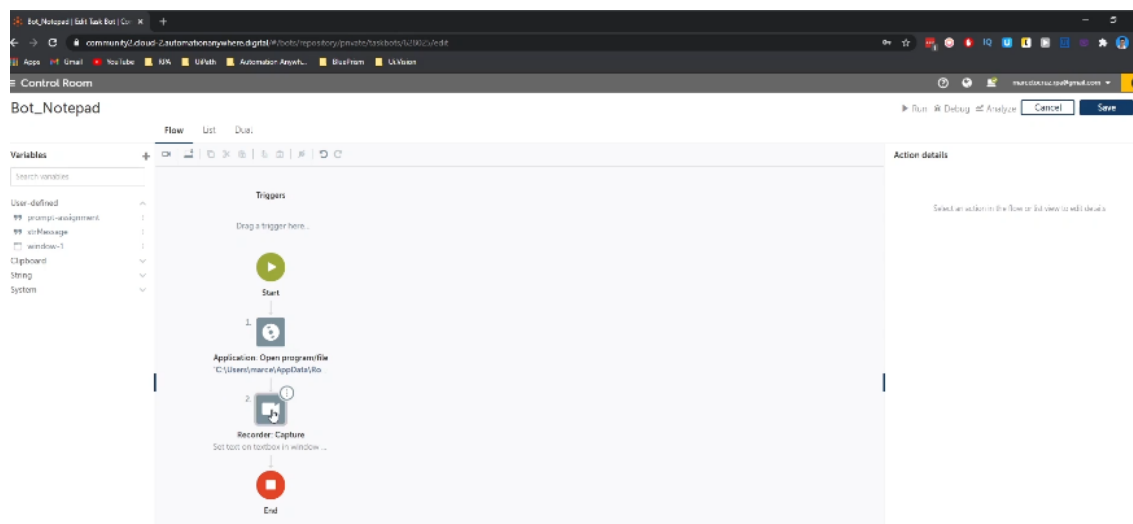 Bot_Notepad | Edit Task Bot | Co
community2.cloud-2.automationanywhere.digital/#/bots/repository/private/taskbots/
/edit
Apps
Gmail
YouTube
RPA
UiPath
Automation Anywh...
BluePrism
UiVision
Control Room
Bot_Notepad
Run
Debug
Analyze
Cancel
Save
Flow
List
Dual
Variables
Search variables
User-defined
prompt-assignment
strMessage
window-1
Clipboard
String
System
Triggers
Drag a trigger here...
Start
1.
Application: Open program/file
"C:\Users\marce\AppData\Ro
2.
Recorder: Capture
Set text on textbox in window ...
End
Action details
Select an action in the flow or list view to edit details